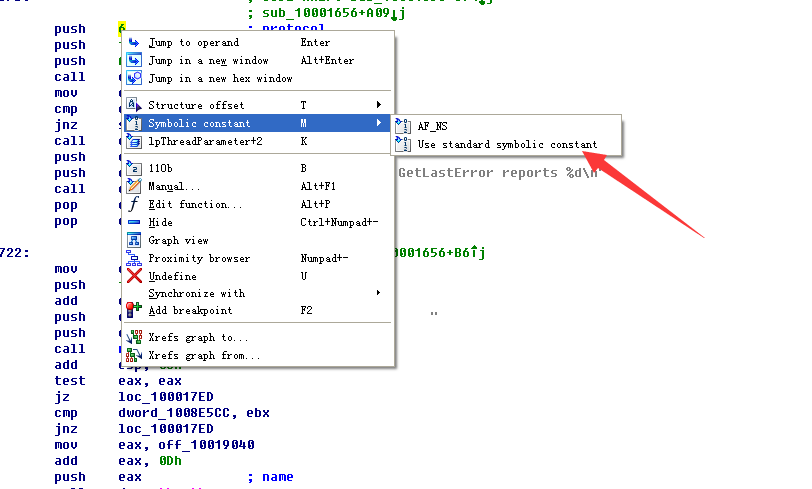 ; sub_10001656+A09↓j
push 6 ; protocol
push
push
call
mov
cmp
jnz
call
push
push GetLastError reports %d\n"
call
pop
pop
722: 0001656+B6↑j
mov
push
add
push "
push
call
add esp, 0Ch
test eax, eax
jz loc_100017ED
cmp dword_1008E5CC, ebx
jnz loc_100017ED
mov eax, off_10019040
add eax, 0Dh
push eax ; name
Jump to operand Enter
Jump in a new window Alt+Enter
Jump in a new hex window
Structure offset T
Symbolic constant M
lpThreadParameter+2 K
110b B
Manual... Alt+F1
Edit function... Alt+P
Hide Ctrl+Numpad+-
Graph view
Proximity browser Numpad+-
Undefine U
Synchronize with
Add breakpoint F2
Xrefs graph to...
Xrefs graph from...
AF_NS
Use standard symbolic constant